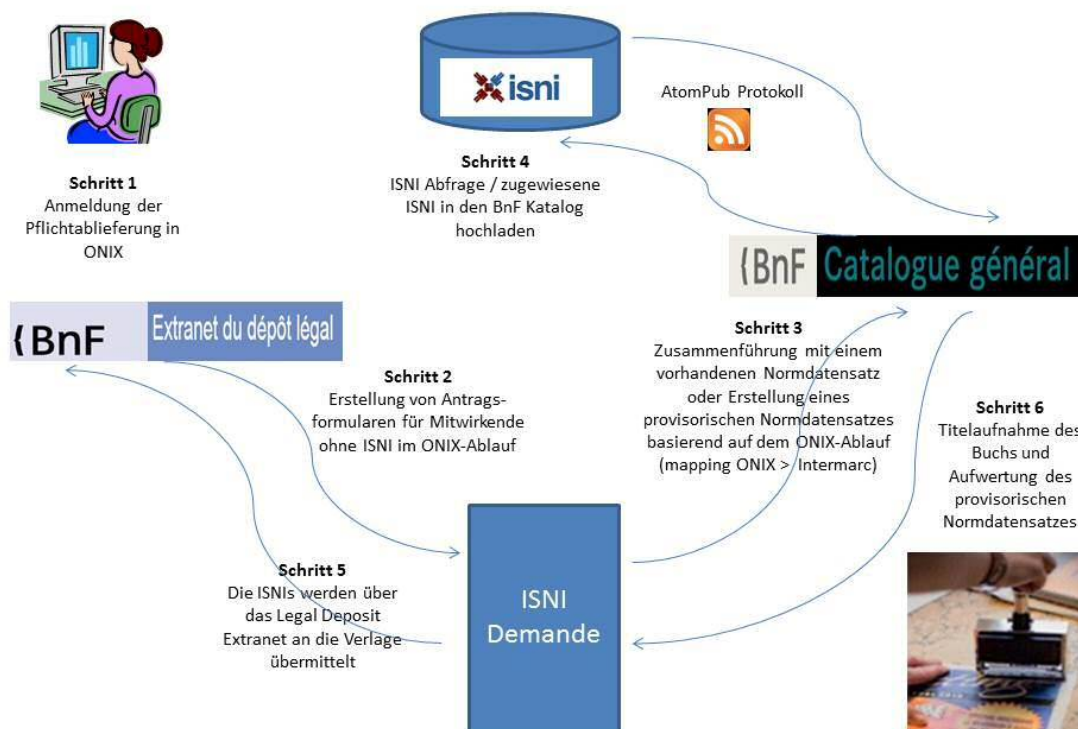 isni
AtomPub Protokoll
Schritt 1
Anmeldung der
Pflichtablieferung in
ONIX
Schritt 4
ISNI Abfrage / zugewiesene
ISNI in den BnF Katalog
hochladen
{BnF Catalogue général
{BnF Extranet du dépôt légal
Schritt 2
Erstellung von Antrags-
formularen für Mitwirkende
ohne ISNI im ONIX-Ablauf
Schritt 3
Zusammenführung mit einem
vorhandenen Normdatensatz
oder Erstellung eines
provisorischen Normdatensatzes
basierend auf dem ONIX-Ablauf
(mapping ONIX > Intermarc)
Schritt 6
Titelaufnahme des
Buchs und
Aufwertung des
provisorischen
Normdatensatzes
Schritt 5
Die ISNIs werden über
das Legal Deposit
Extranet an die Verlage
übermittelt
ISNI
Demande